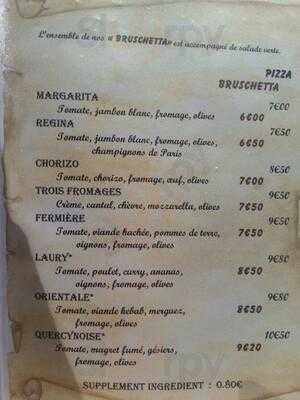 L'ensemble de nos « BRUSCHETTA» est accompagné de salade verte.
PIZZA
BRUSCHETTA
MARGARITA 7€00
Tomate, jambon blanc, fromage, olives 6€00
REGINA 7€50
Tomate, jambon blanc, fromage, olives, 6€50
champignons de Paris
CHORIZO 8€50
Tomate, chorizo, fromage, œuf, olives 7€00
TROIS FROMAGES 9€50
Crème, cantal, chèvre, mozzarella, olives 7€50
FERMIÈRE 9€50
Tomate, viande hachée, pommes de terre, 7€50
oignons, fromage, olives
LAURY* 9€80
Tomate, poulet, curry, ananas, 8€50
oignons, fromage, olives
ORIENTALE* 9€80
Tomate, viande kebab, merguez, 8€50
fromage, olives
QUERCYNOISE* 10€50
Tomate, magret fumé, gésiers, 9€20
fromage, olives
SUPPLEMENT INGREDIENT : 0.80€